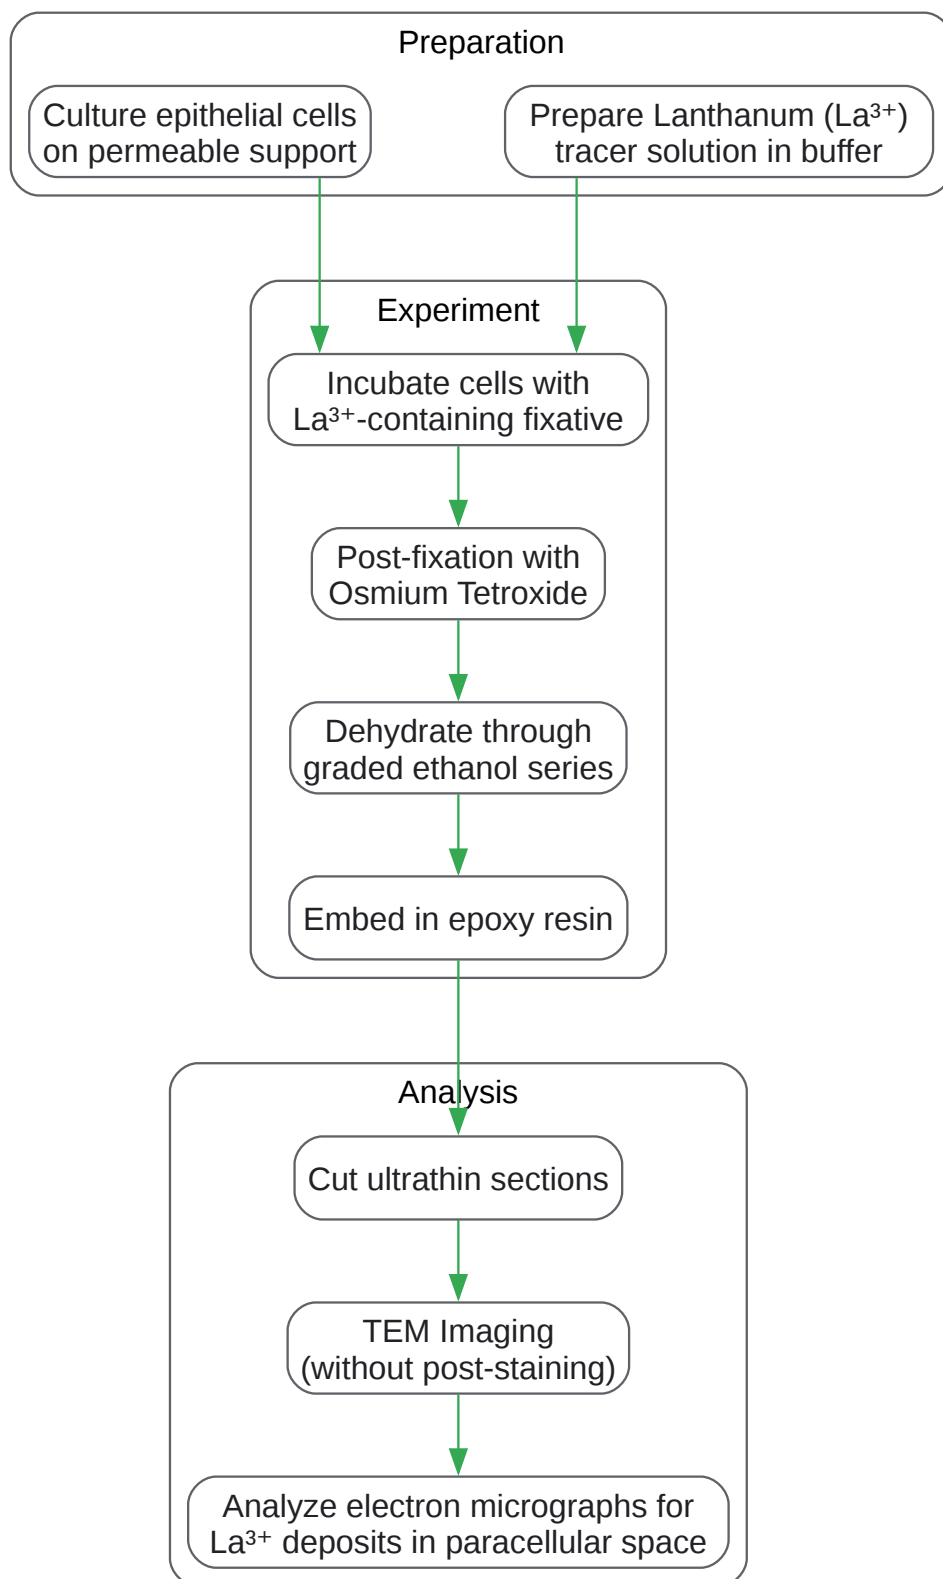 Preparation
Culture epithelial cells
on permeable support
Prepare Lanthanum (La³⁺)
tracer solution in buffer
Experiment
Incubate cells with
La³⁺-containing fixative
Post-fixation with
Osmium Tetroxide
Dehydrate through
graded ethanol series
Embed in epoxy resin
Analysis
Cut ultrathin sections
TEM Imaging
(without post-staining)
Analyze electron micrographs for
La³⁺ deposits in paracellular space